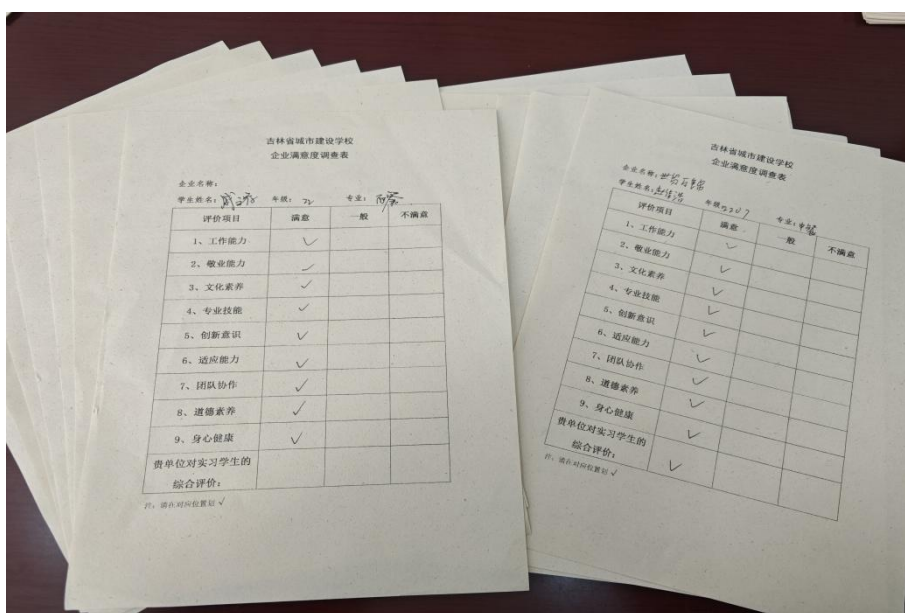 吉林省城市建设学校
企业满意度调查表
企业名称：
学生姓名： 年级：22 专业：
评价项目 满意 一般 不满意
1、工作能力 ✓
2、敬业能力 ✓
3、文化素养 ✓
4、专业技能 ✓
5、创新意识 ✓
6、适应能力 ✓
7、团队协作 ✓
8、道德素养 ✓
9、身心健康 ✓
贵单位对实习学生的
综合评价：
注：请在对应位置划√
吉林省城市建设学校
企业满意度调查表
企业名称：
学生姓名： 年级 专业：
评价项目 满意 一般 不满意
1、工作能力 ✓
2、敬业能力 ✓
3、文化素养 ✓
4、专业技能 ✓
5、创新意识 ✓
6、适应能力 ✓
7、团队协作 ✓
8、道德素养 ✓
9、身心健康 ✓
贵单位对实习学生的
综合评价： ✓
注：请在对应位置划√